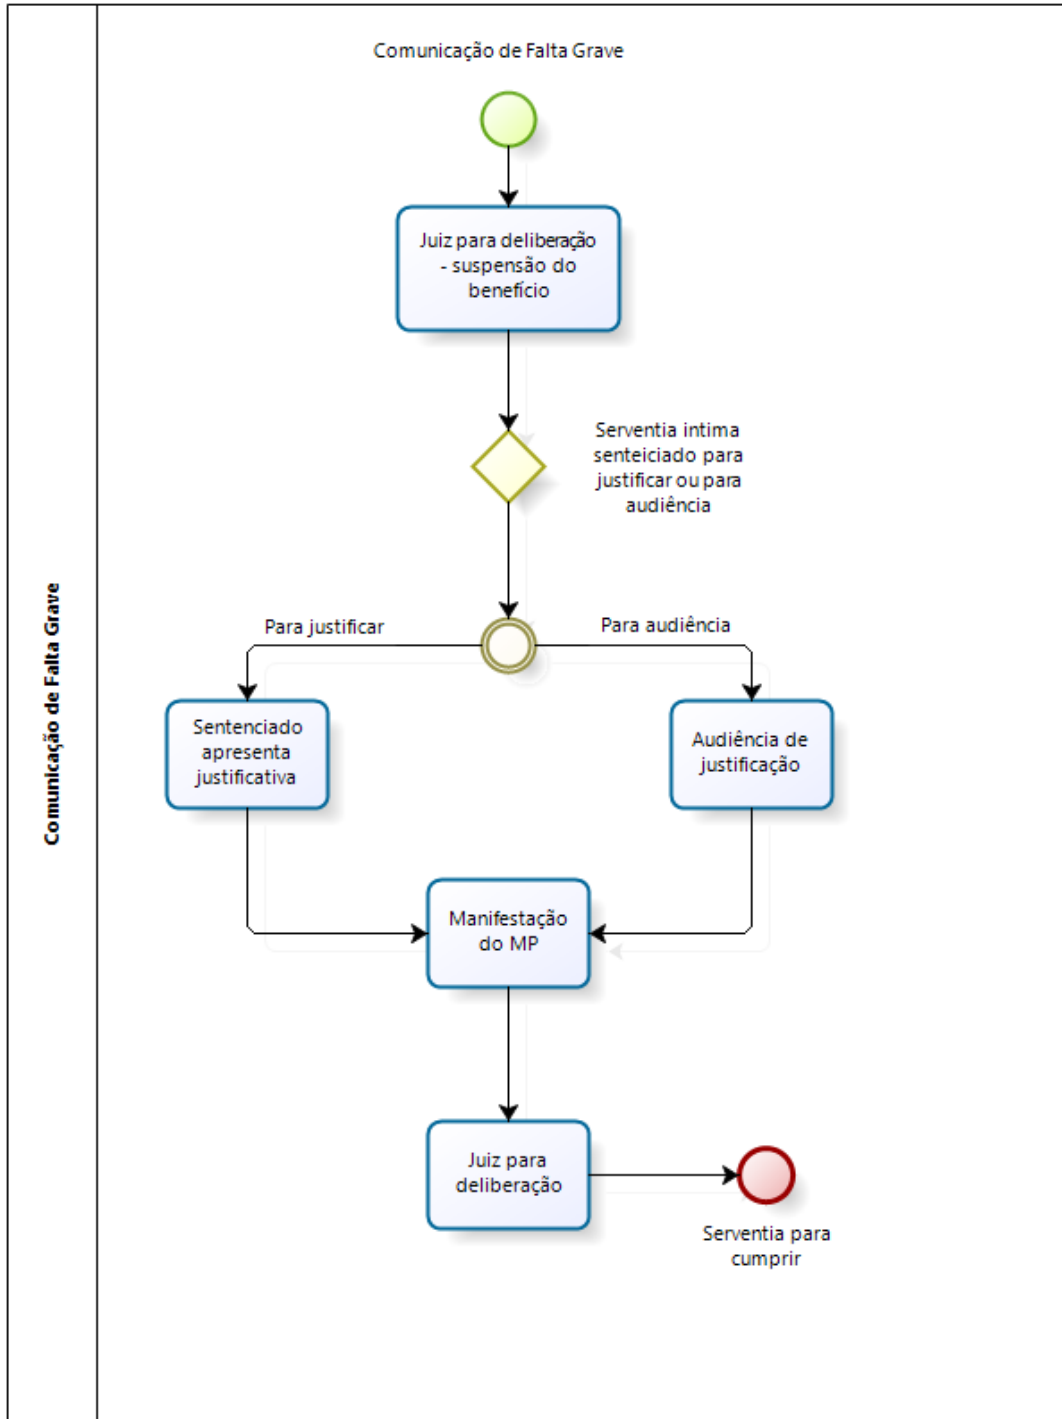 Comunicação de Falta Grave
Comunicação de Falta Grave
Juiz para deliberação
- suspensão do
benefício
Serventia intima
senteiciado para
justificar ou para
audiência
Para justificar
Para audiência
Sentenciado
apresenta
justificativa
Audiência de
justificação
Manifestação
do MP
Juiz para
deliberação
Serventia para
cumprir